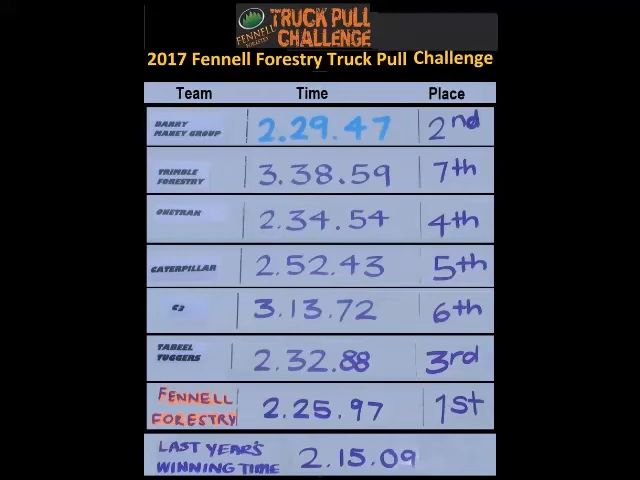 FENNELL FORESTRY TRUCK PULL CHALLENGE
2017 Fennell Forestry Truck Pull Challenge
Team Time Place
BARRY MANEY GROUP 2.29.47 2nd
TRIMBLE FORESTRY 3.38.59 7th
ONETRAK 2.34.54 4th
CATERPILLAR 2.52.43 5th
C3 3.13.72 6th
TABEEL TUGGERS 2.32.88 3rd
FENNELL FORESTRY 2.25.97 1st
LAST YEAR'S WINNING TIME 2.15.09